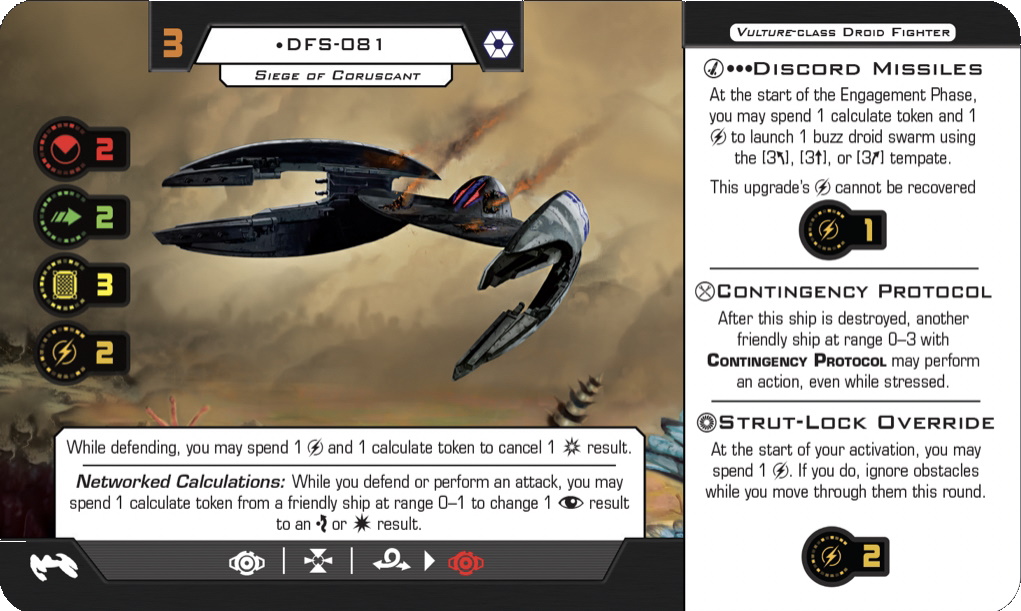 3
•DFS-081
Siege of Coruscant
2
2
3
2
While defending, you may spend 1 and 1 calculate token to cancel 1 result.
Networked Calculations: While you defend or perform an attack, you may
spend 1 calculate token from a friendly ship at range 0–1 to change 1 result
to an or result.
Vulture-class Droid Fighter
•••Discord Missiles
At the start of the Engagement Phase,
you may spend 1 calculate token and 1
to launch 1 buzz droid swarm using
the [3↰], [3↑], or [3↱] tempate.
This upgrade's cannot be recovered
1
Contingency Protocol
After this ship is destroyed, another
friendly ship at range 0–3 with
Contingency Protocol may perform
an action, even while stressed.
Strut-Lock Override
At the start of your activation, you may
spend 1 . If you do, ignore obstacles
while you move through them this round.
2